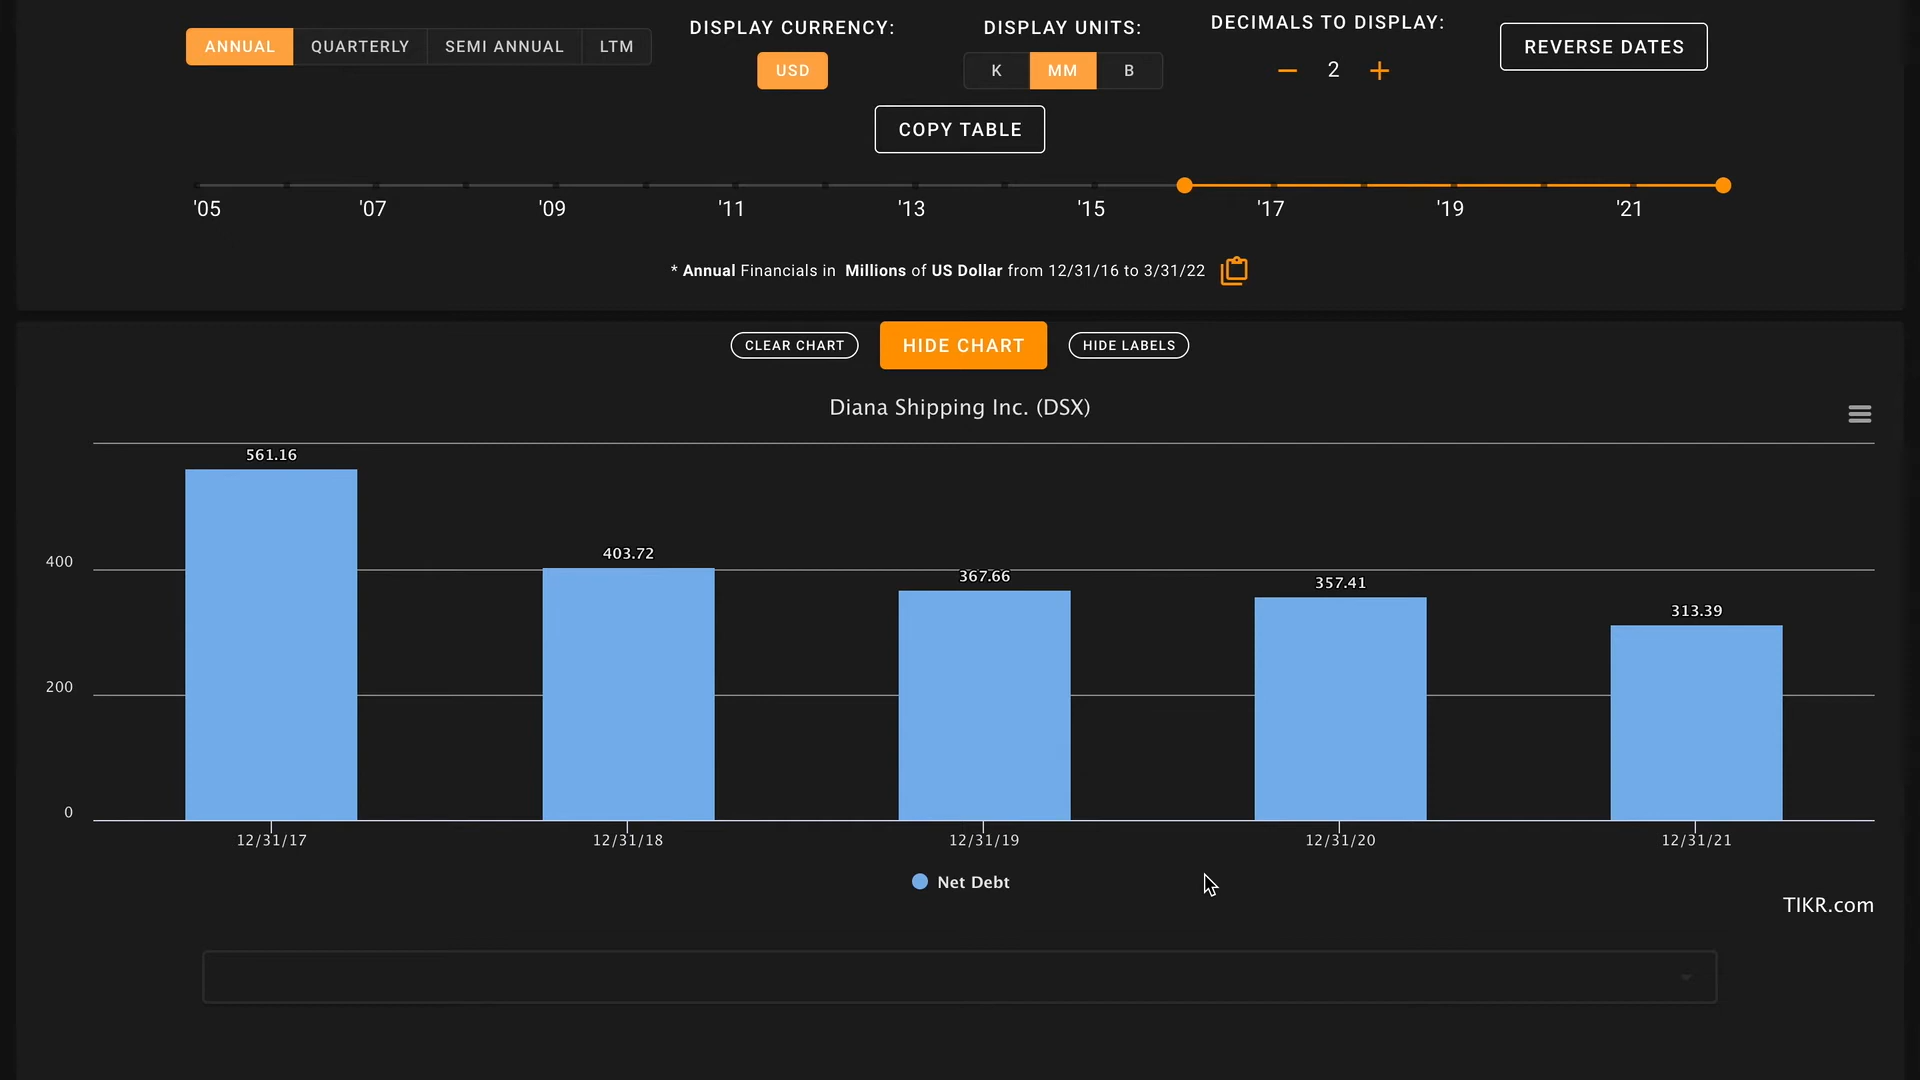 ANNUAL QUARTERLY SEMI ANNUAL LTM
DISPLAY CURRENCY:
USD
DISPLAY UNITS:
K MM B
DECIMALS TO DISPLAY:
2
REVERSE DATES
COPY TABLE
'05 '07 '09 '11 '13 '15 '17 '19 '21
* Annual Financials in Millions of US Dollar from 12/31/16 to 3/31/22
CLEAR CHART HIDE CHART HIDE LABELS
Diana Shipping Inc. (DSX)
561.16
403.72
367.66
357.41
313.39
400
200
0
12/31/17 12/31/18 12/31/19 12/31/20 12/31/21
Net Debt
TIKR.com